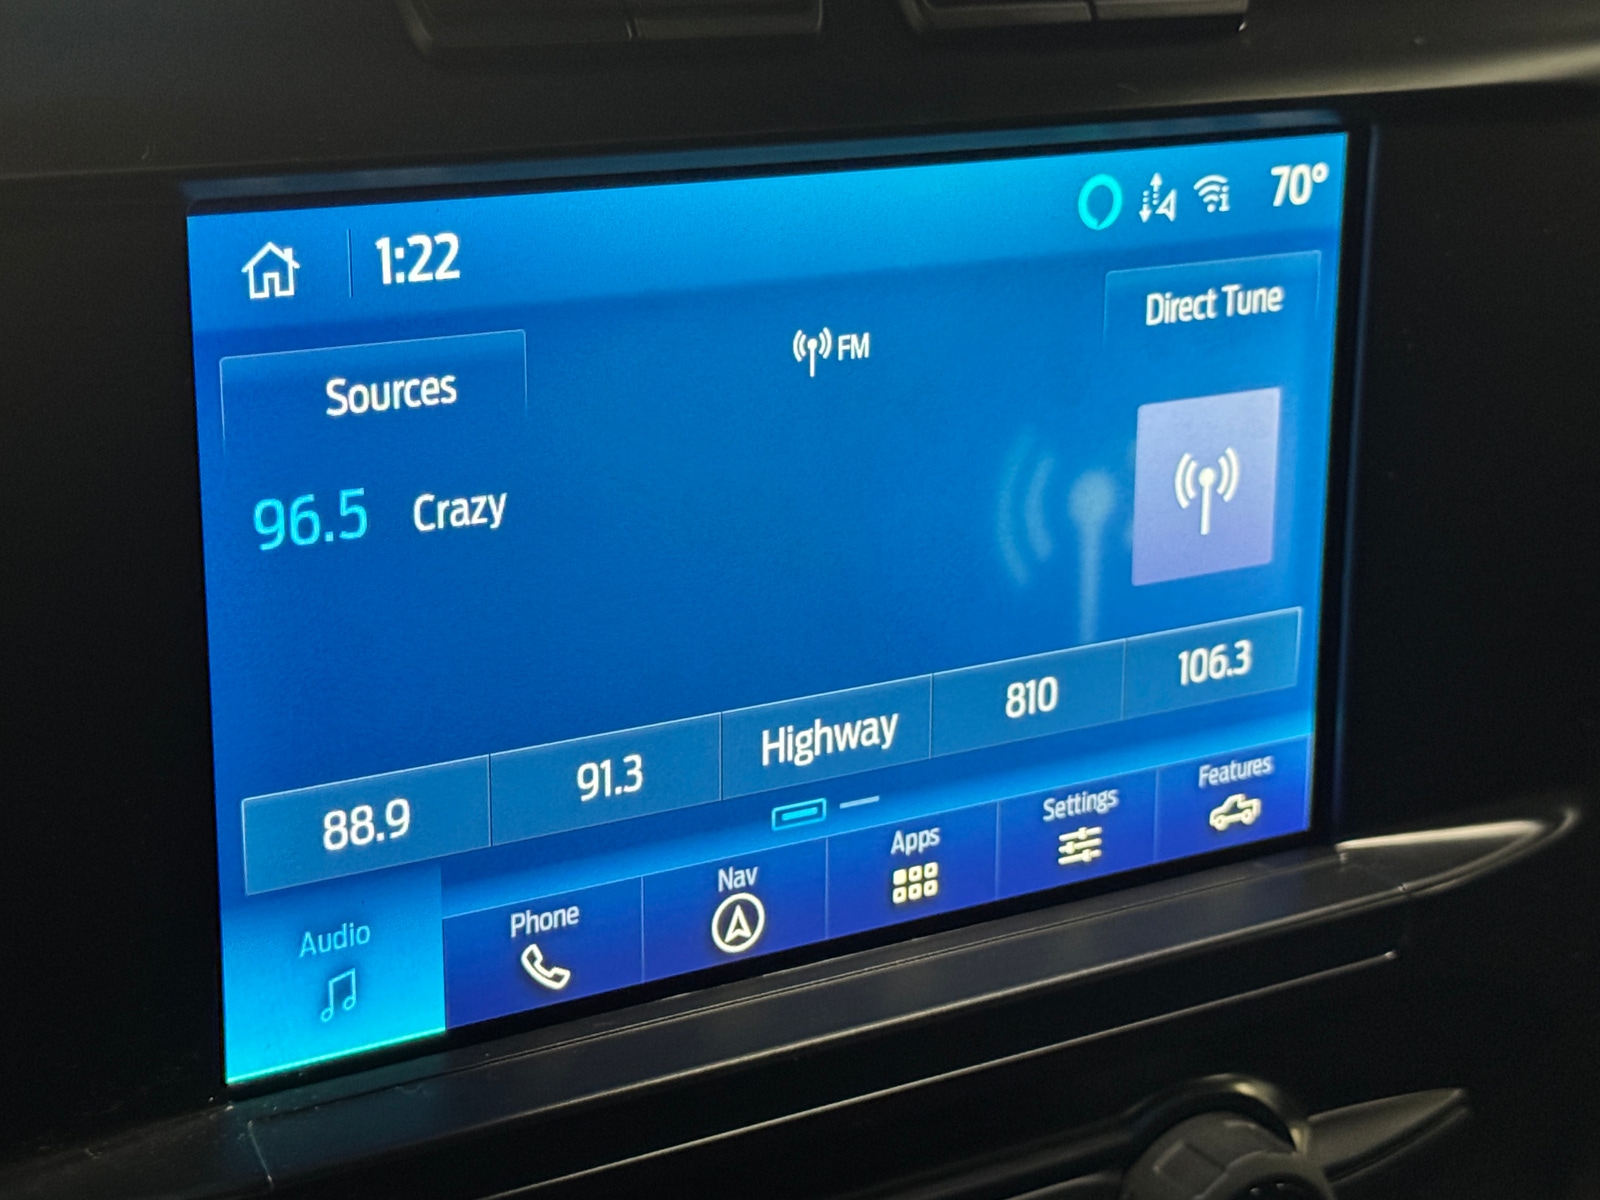 1:22
70°
Sources
FM
Direct Tune
96.5 Crazy
88.9
91.3
Highway
810
106.3
Audio
Phone
Nav
Apps
Settings
Features